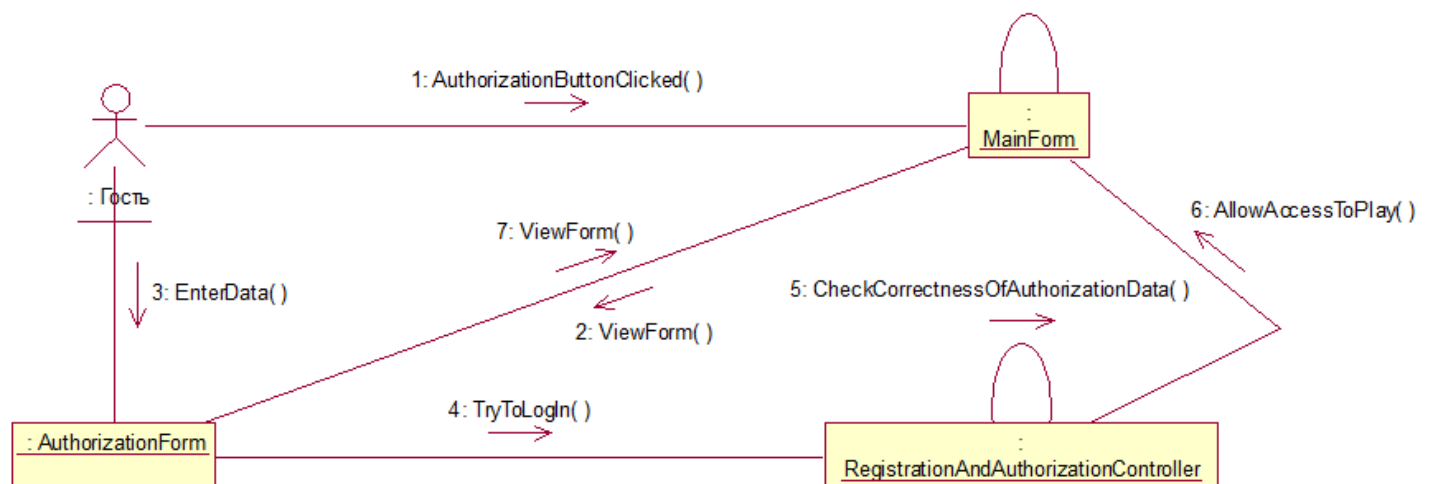 1: AuthorizationButtonClicked( )
:
MainForm
: Гость
6: AllowAccessToPlay( )
7: ViewForm( )
3: EnterData( )
5: CheckCorrectnessOfAuthorizationData( )
2: ViewForm( )
4: TryToLogIn( )
: AuthorizationForm
:
RegistrationAndAuthorizationController